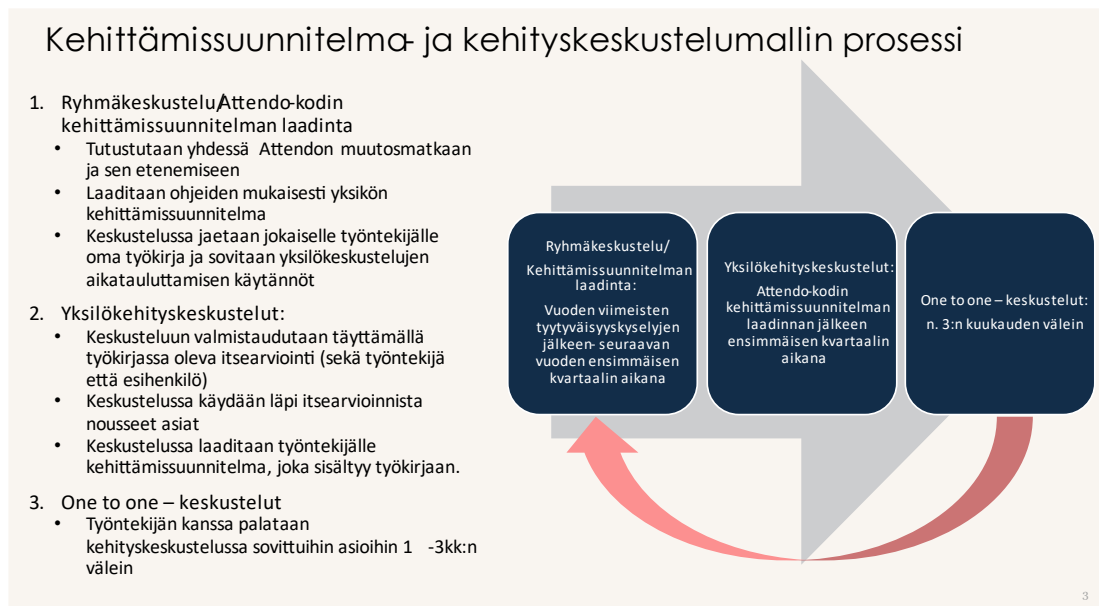 Kehittämissuunnitelma- ja kehityskeskustelumallin prosessi
1. Ryhmäkeskustelu/Attendo-kodin
kehittämissuunnitelman laadinta
• Tutustutaan yhdessä Attendon muutosmatkaan
ja sen etenemiseen
• Laaditaan ohjeiden mukaisesti yksikön
kehittämissuunnitelma
• Keskustelussa jaetaan jokaiselle työntekijälle
oma työkirja ja sovitaan yksilökeskustelujen
aikatauluttamisen käytännöt
2. Yksilökehityskeskustelut:
• Keskusteluun valmistaudutaan täyttämällä
työkirjassa oleva itsearviointi (sekä työntekijä
että esihenkilö)
• Keskustelussa käydään läpi itsearvioinnista
nousseet asiat
• Keskustelussa laaditaan työntekijälle
kehittämissuunnitelma, joka sisältyy työkirjaan.
3. One to one – keskustelut
• Työntekijän kanssa palataan
kehityskeskustelussa sovittuihin asioihin 1 -3kk:n
välein
Ryhmäkeskustelu/
Kehittämissuunnitelman
laadinta:
Vuoden viimeisten
tyytyväisyyskyselyjen
jälkeen- seuraavan
vuoden ensimmäisen
kvartaalin aikana
Yksilökehityskeskustelut:
Attendo-kodin
kehittämissuunnitelman
laadinnan jälkeen
ensimmäisen kvartaalin
aikana
One to one – keskustelut:
n. 3:n kuukauden välein
3